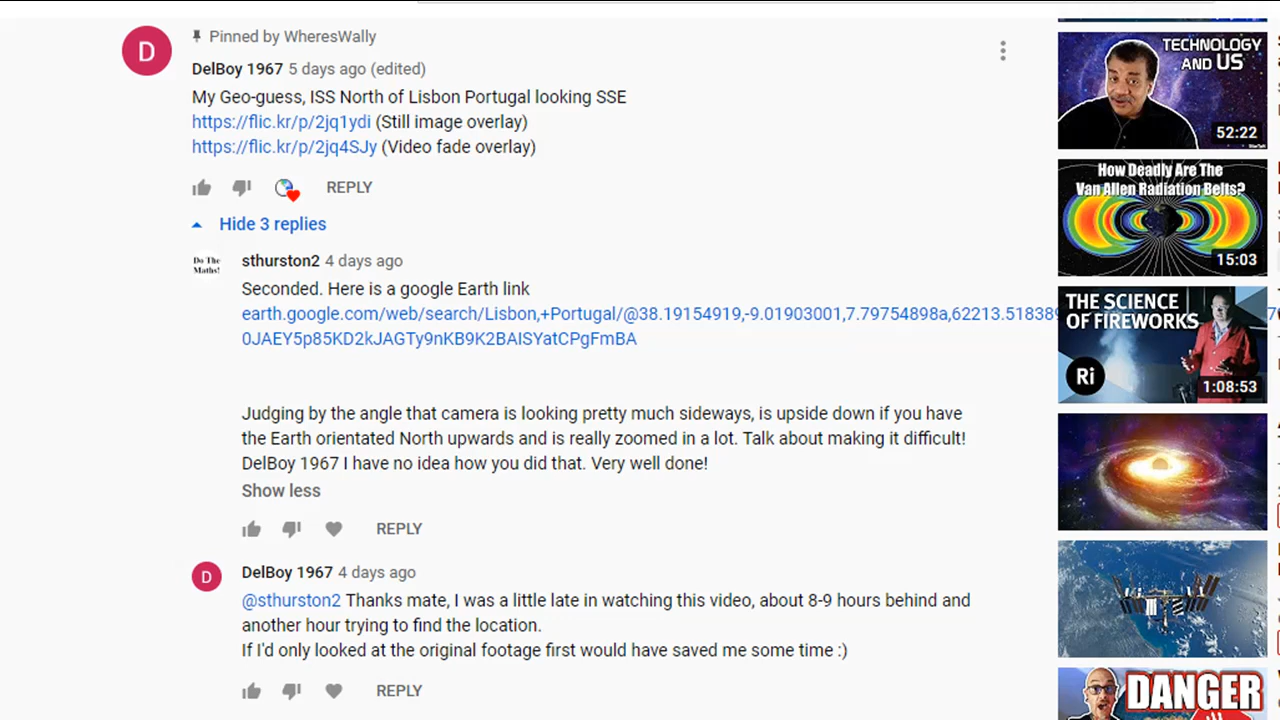 Pinned by WheresWally
D
DelBoy 1967 5 days ago (edited)
My Geo-guess, ISS North of Lisbon Portugal looking SSE
https://flic.kr/p/2jq1ydi (Still image overlay)
https://flic.kr/p/2jq4SJy (Video fade overlay)
REPLY
Hide 3 replies
Do The
Maths!
sthurston2 4 days ago
Seconded. Here is a google Earth link
earth.google.com/web/search/Lisbon,+Portugal/@38.19154919,-9.01903001,7.79754898a,62213.518389
0JAEY5p85KD2kJAGTy9nKB9K2BAISYatCPgFmBA
Judging by the angle that camera is looking pretty much sideways, is upside down if you have
the Earth orientated North upwards and is really zoomed in a lot. Talk about making it difficult!
DelBoy 1967 I have no idea how you did that. Very well done!
Show less
REPLY
D
DelBoy 1967 4 days ago
@sthurston2 Thanks mate, I was a little late in watching this video, about 8-9 hours behind and
another hour trying to find the location.
If I'd only looked at the original footage first would have saved me some time :)
REPLY
TECHNOLOGY
AND US
52:22
How Deadly Are The
Van Allen Radiation Belts?
15:03
THE SCIENCE
OF FIREWORKS
Ri
1:08:53
DANGER